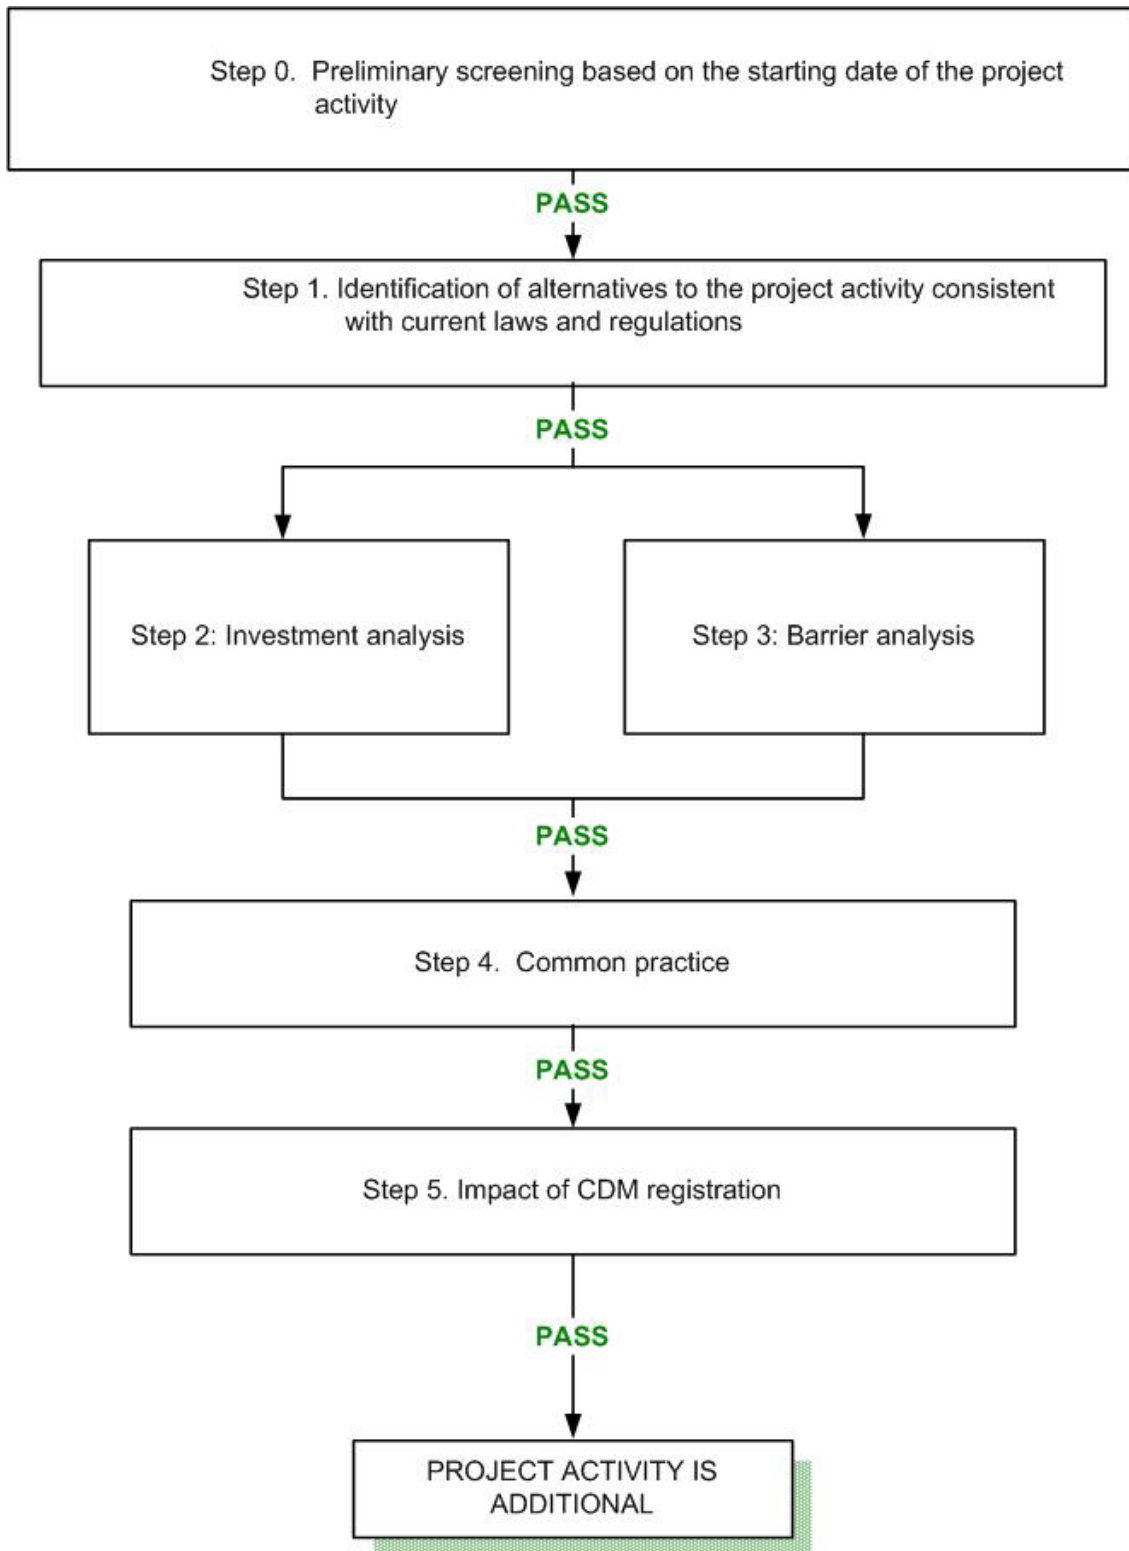 Step 0.  Preliminary screening based on the starting date of the project
activity
PASS
Step 1. Identification of alternatives to the project activity consistent
with current laws and regulations
PASS
Step 2: Investment analysis
Step 3: Barrier analysis
PASS
Step 4.  Common practice
PASS
Step 5. Impact of CDM registration
PASS
PROJECT ACTIVITY IS
ADDITIONAL